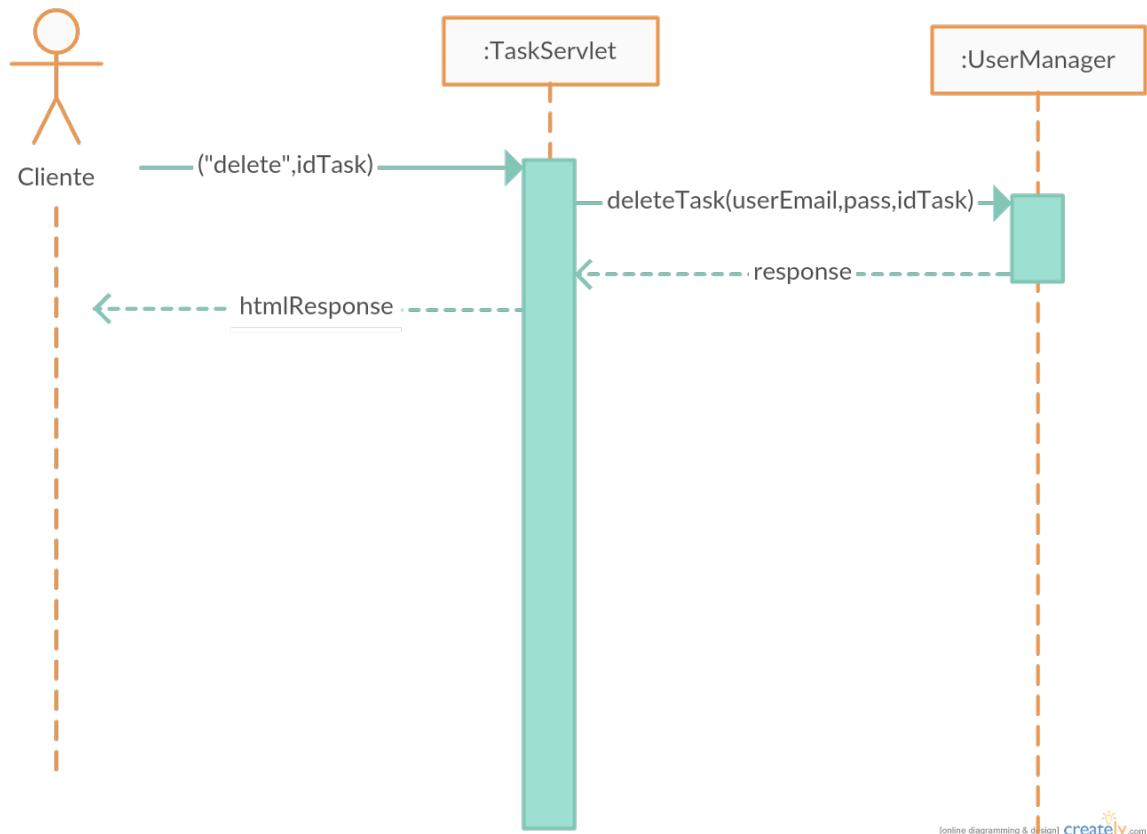 :TaskServlet
:UserManager
Cliente
("delete",idTask)
deleteTask(userEmail,pass,idTask)
response
htmlResponse
[online diagramming & design] creately.com